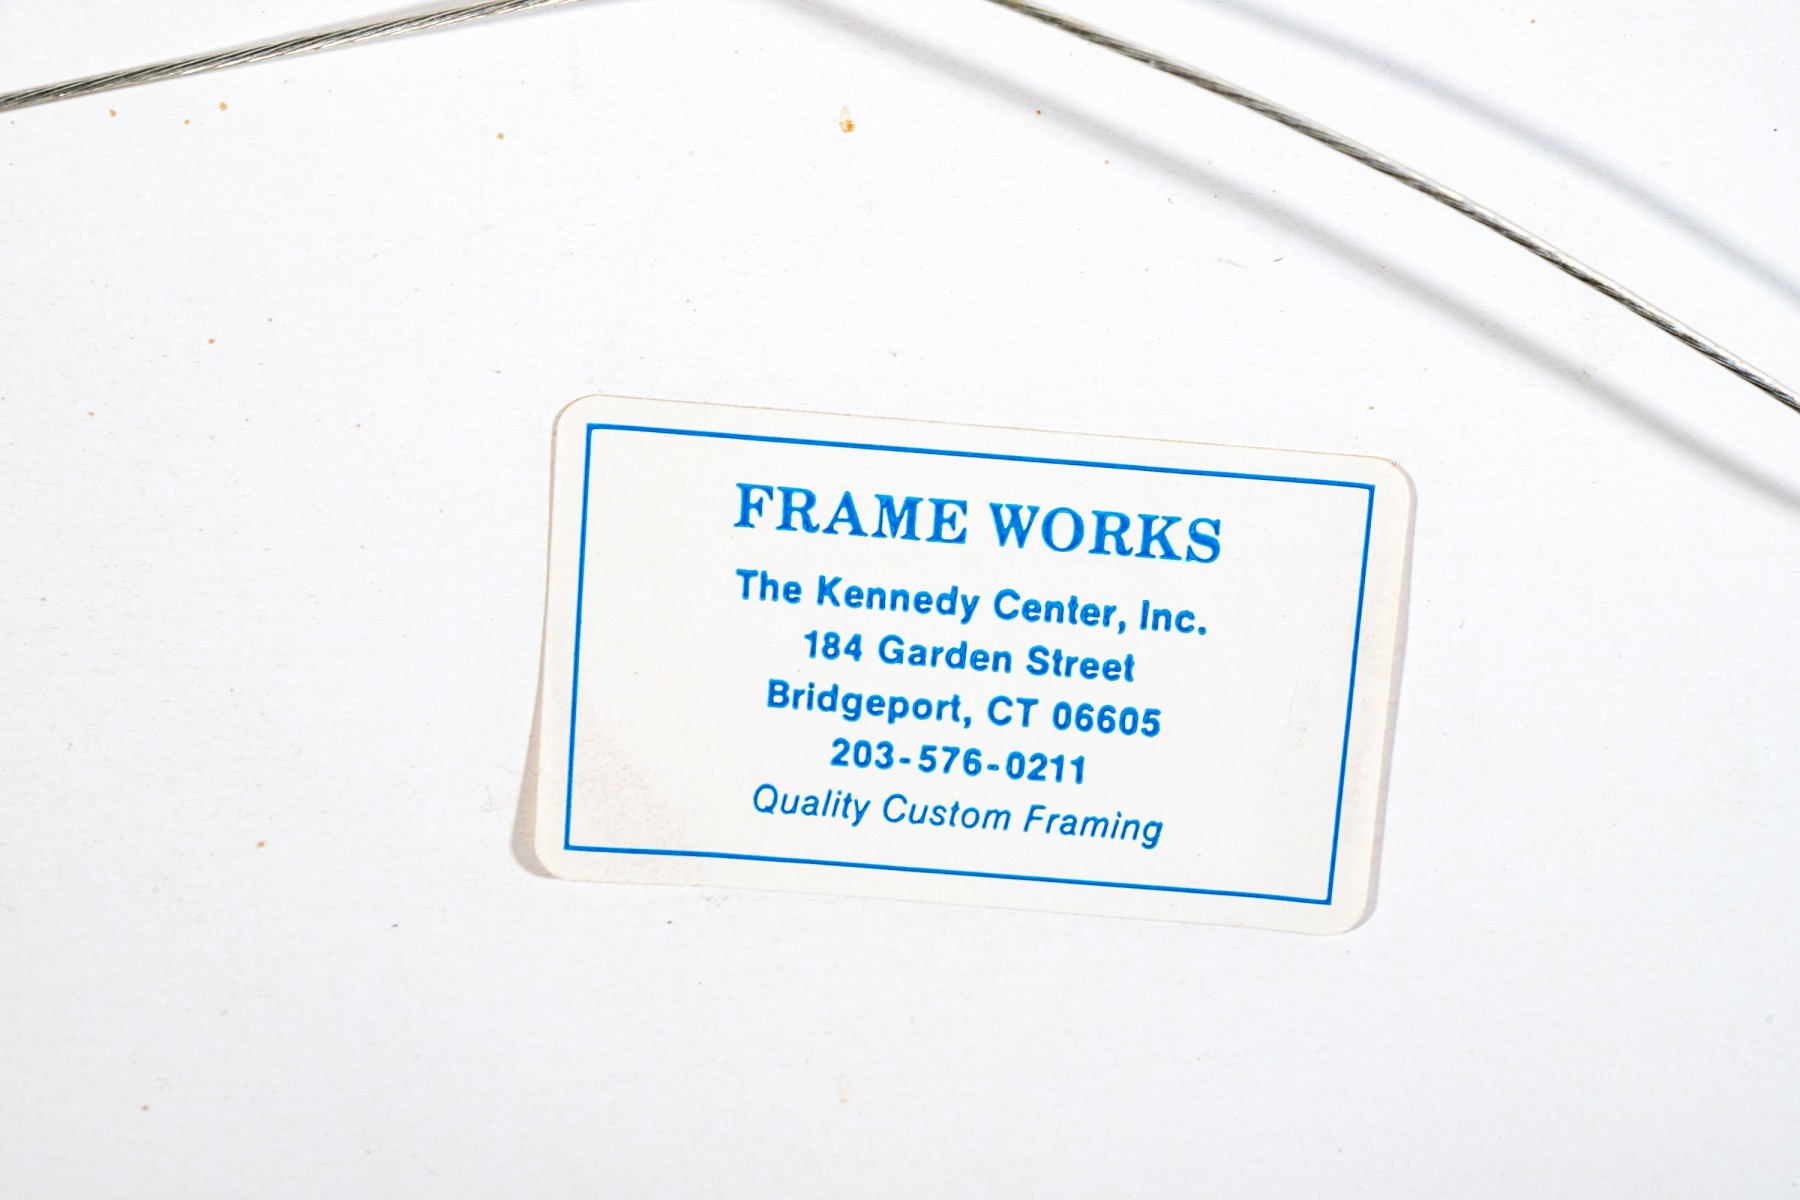 FRAME WORKS
The Kennedy Center, Inc.
184 Garden Street
Bridgeport, CT 06605
203-576-0211
Quality Custom Framing